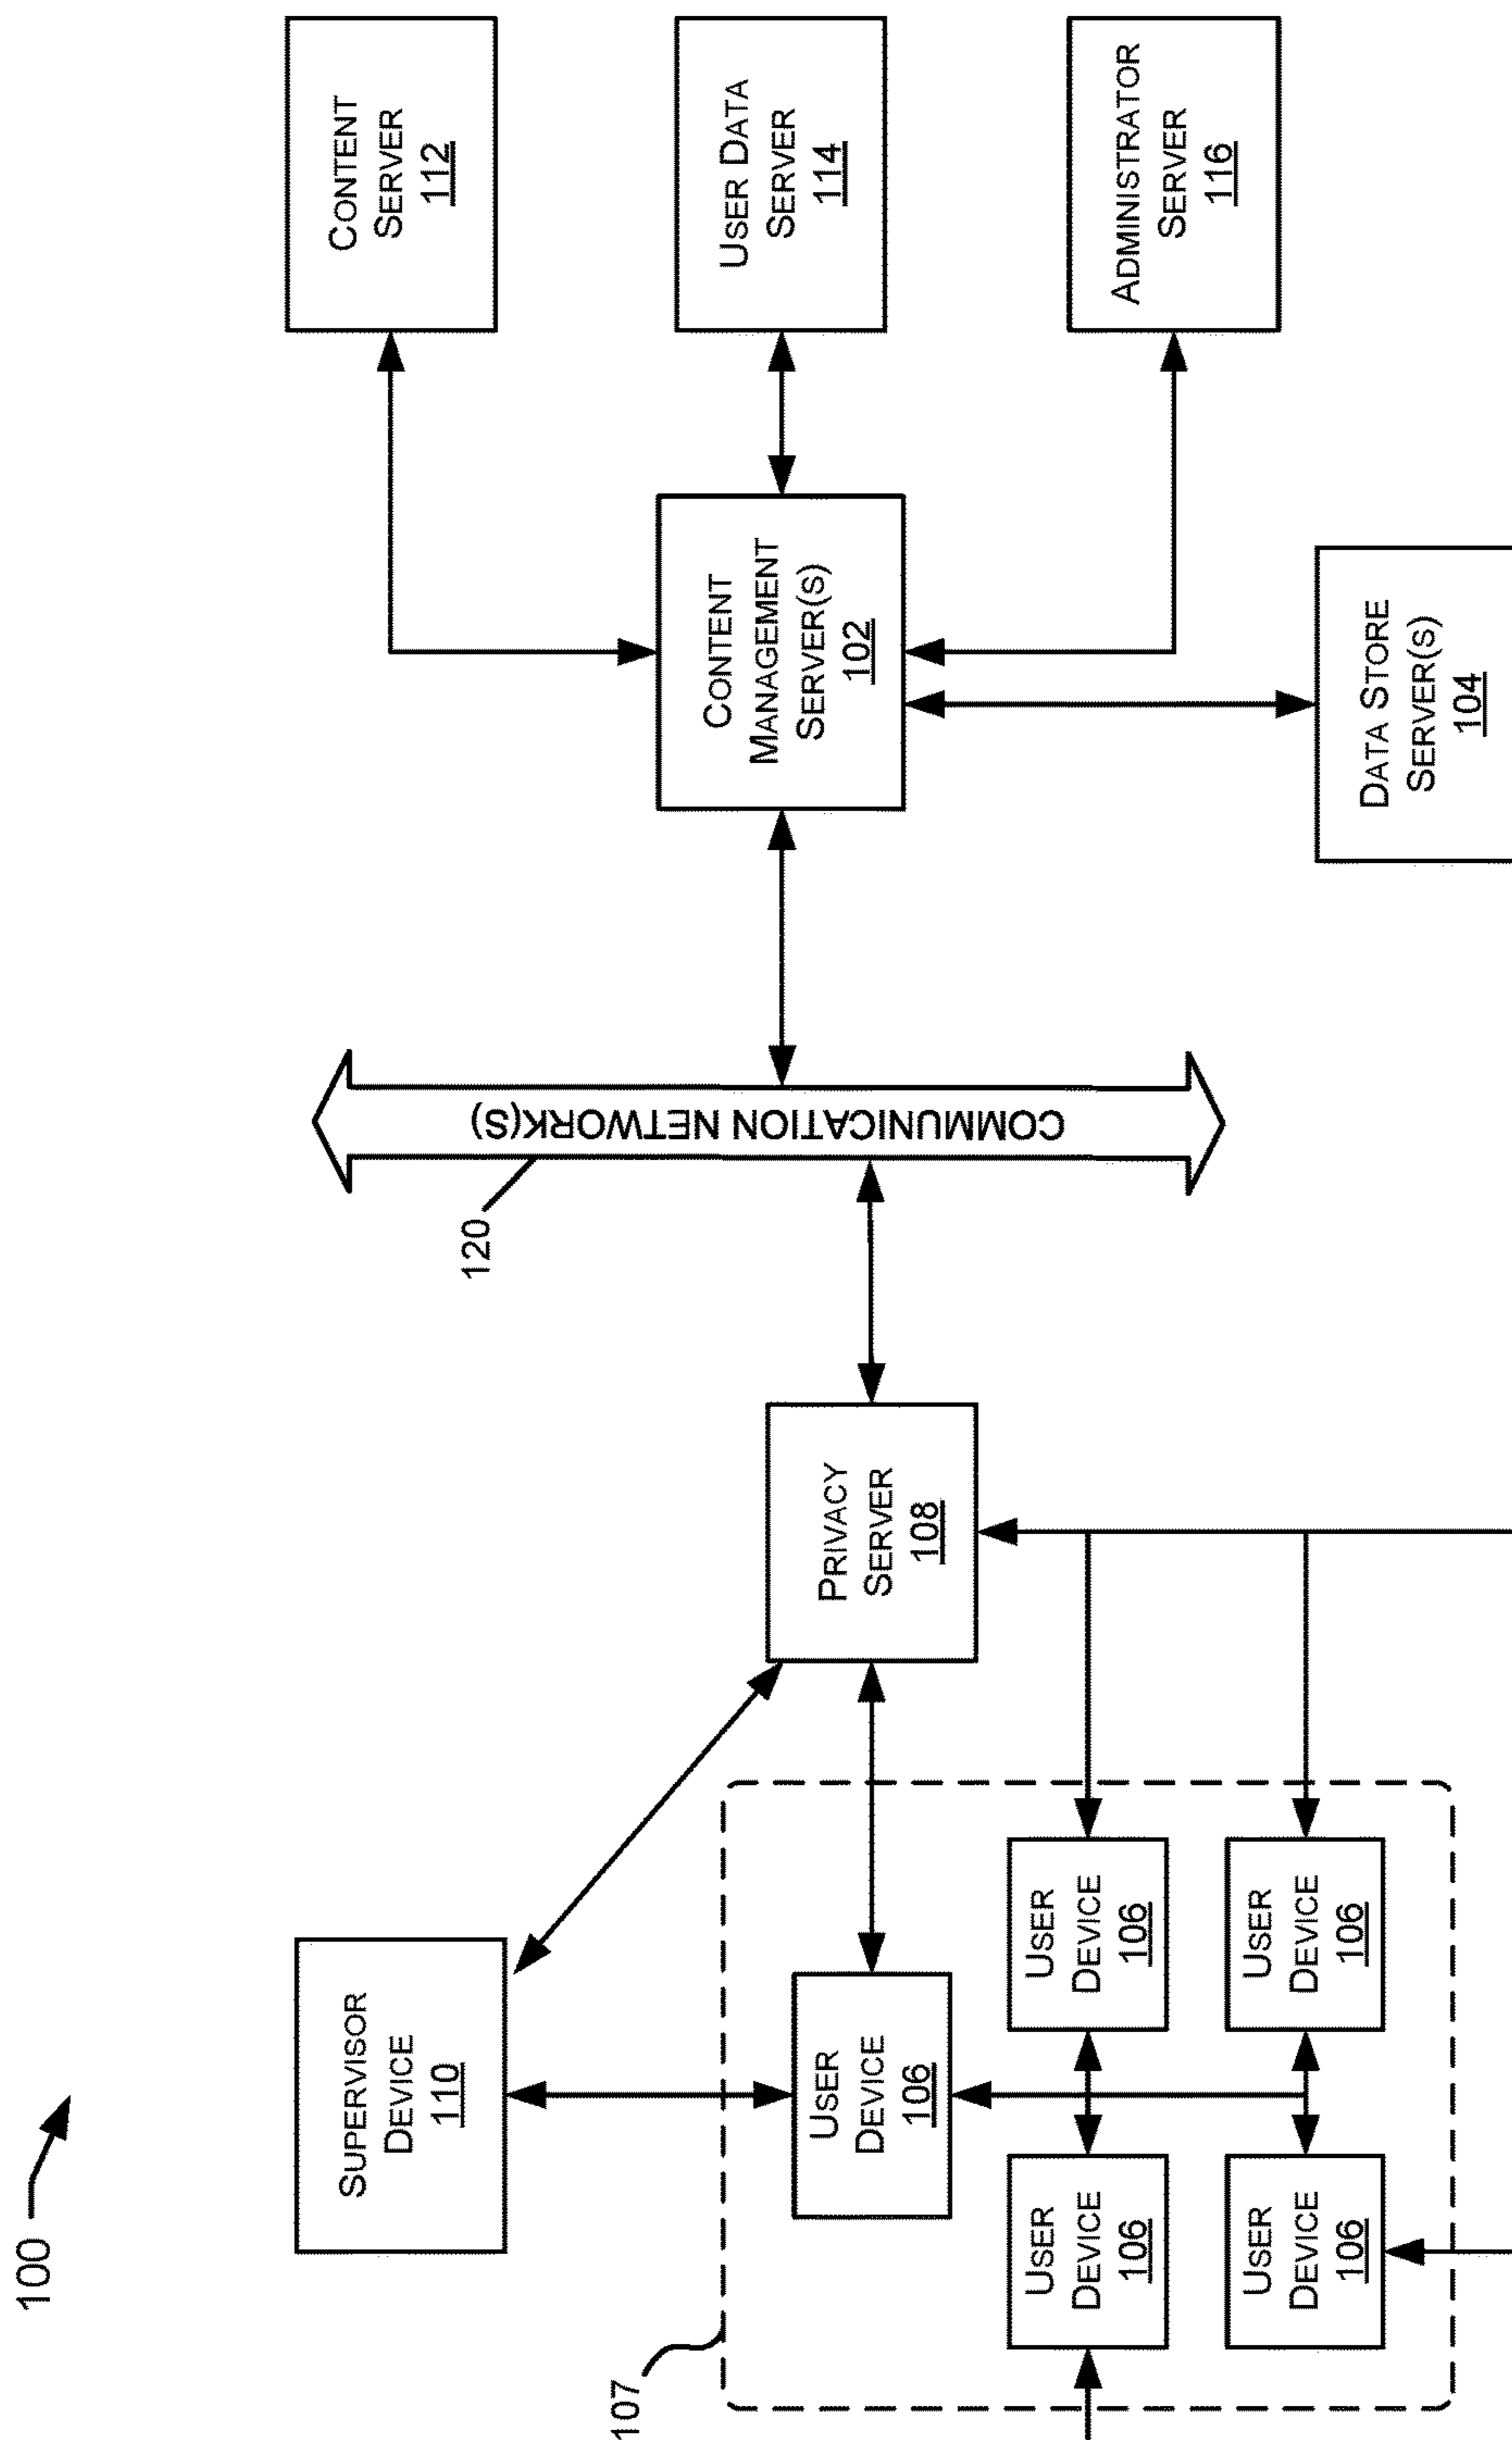 100
SUPERVISOR
DEVICE
110
107
USER
DEVICE
106
USER
DEVICE
106
USER
DEVICE
106
USER
DEVICE
106
USER
DEVICE
106
PRIVACY
SERVER
108
120
COMMUNICATION NETWORK(S)
CONTENT
MANAGEMENT
SERVER(S)
102
DATA STORE
SERVER(S)
104
CONTENT
SERVER
112
USER DATA
SERVER
114
ADMINISTRATOR
SERVER
116